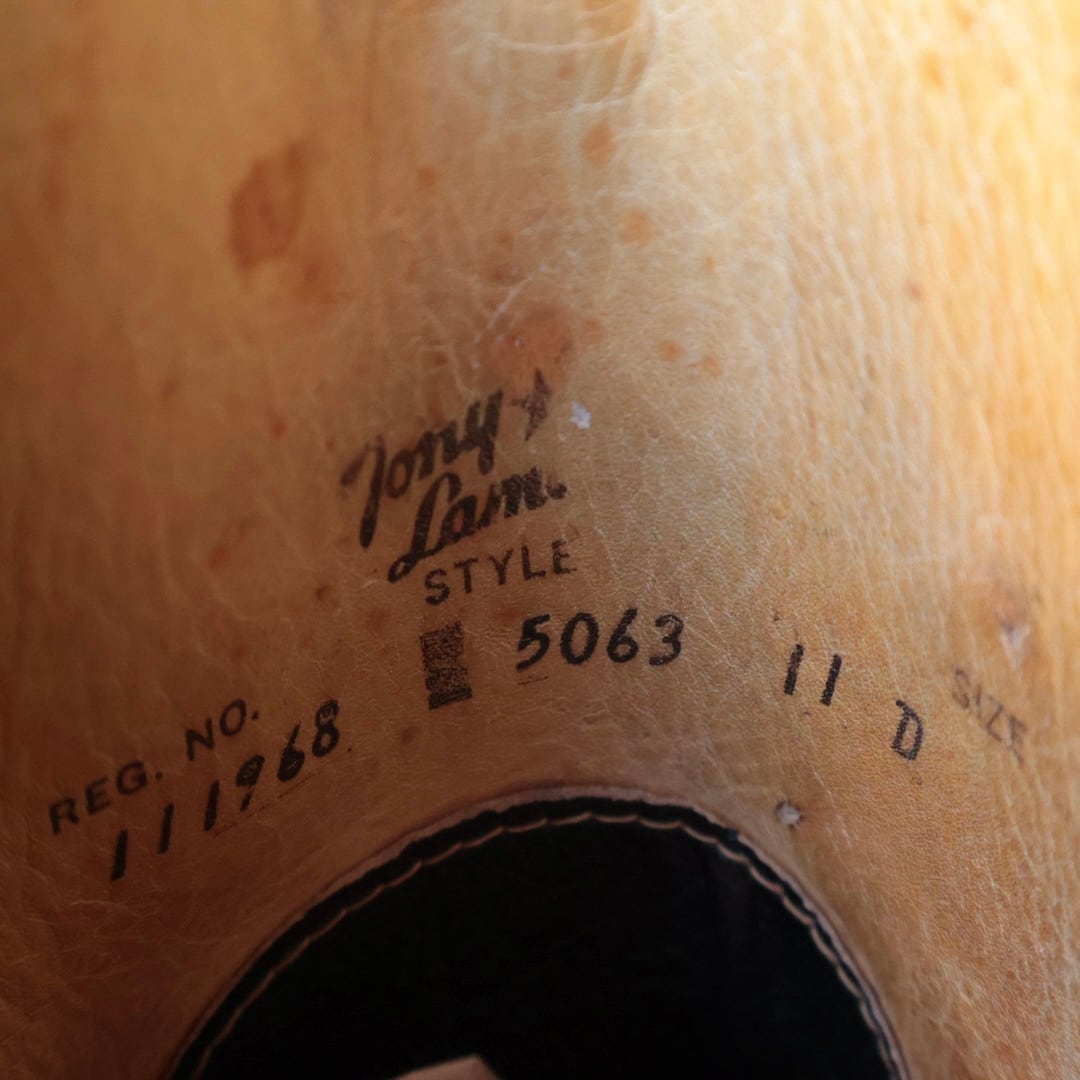 Tony
Lama
STYLE
5063
11
D
SIZE
REG. NO.
111968